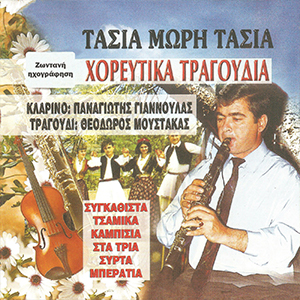 ΤΑΣΙΑ ΜΩΡΗ ΤΑΣΙΑ
Ζωντανή
ηχογράφηση
ΧΟΡΕΥΤΙΚΑ ΤΡΑΓΟΥΔΙΑ
ΚΛΑΡΙΝΟ: ΠΑΝΑΓΙΩΤΗΣ ΓΙΑΝΝΟΥΛΑΣ
ΤΡΑΓΟΥΔΙ: ΘΕΟΔΩΡΟΣ ΜΟΥΣΤΑΚΑΣ
ΣΥΓΚΑΘΙΣΤΑ
ΤΣΑΜΙΚΑ
ΚΑΜΠΙΣΙΑ
ΣΤΑ ΤΡΙΑ
ΣΥΡΤΑ
ΜΠΕΡΑΤΙΑ